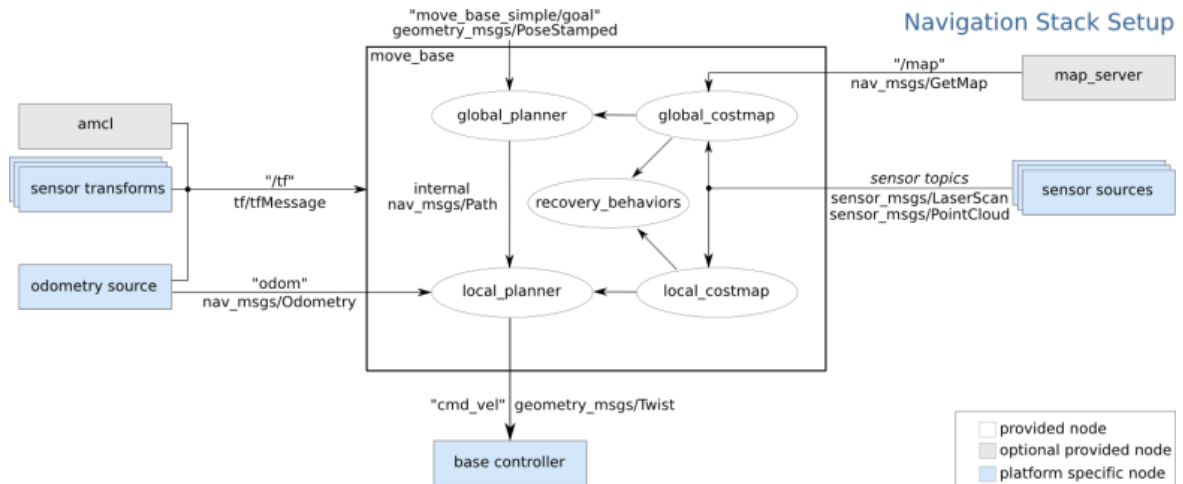 "move_base_simple/goal"
geometry_msgs/PoseStamped
Navigation Stack Setup
move_base
"/map"
nav_msgs/GetMap
map_server
amcl
global_planner
global_costmap
sensor transforms
"/tf"
tf/tfMessage
internal
nav_msgs/Path
recovery_behaviors
sensor topics
sensor_msgs/LaserScan
sensor_msgs/PointCloud
sensor sources
odometry source
"odom"
nav_msgs/Odometry
local_planner
local_costmap
"cmd_vel" geometry_msgs/Twist
base controller
provided node
optional provided node
platform specific node